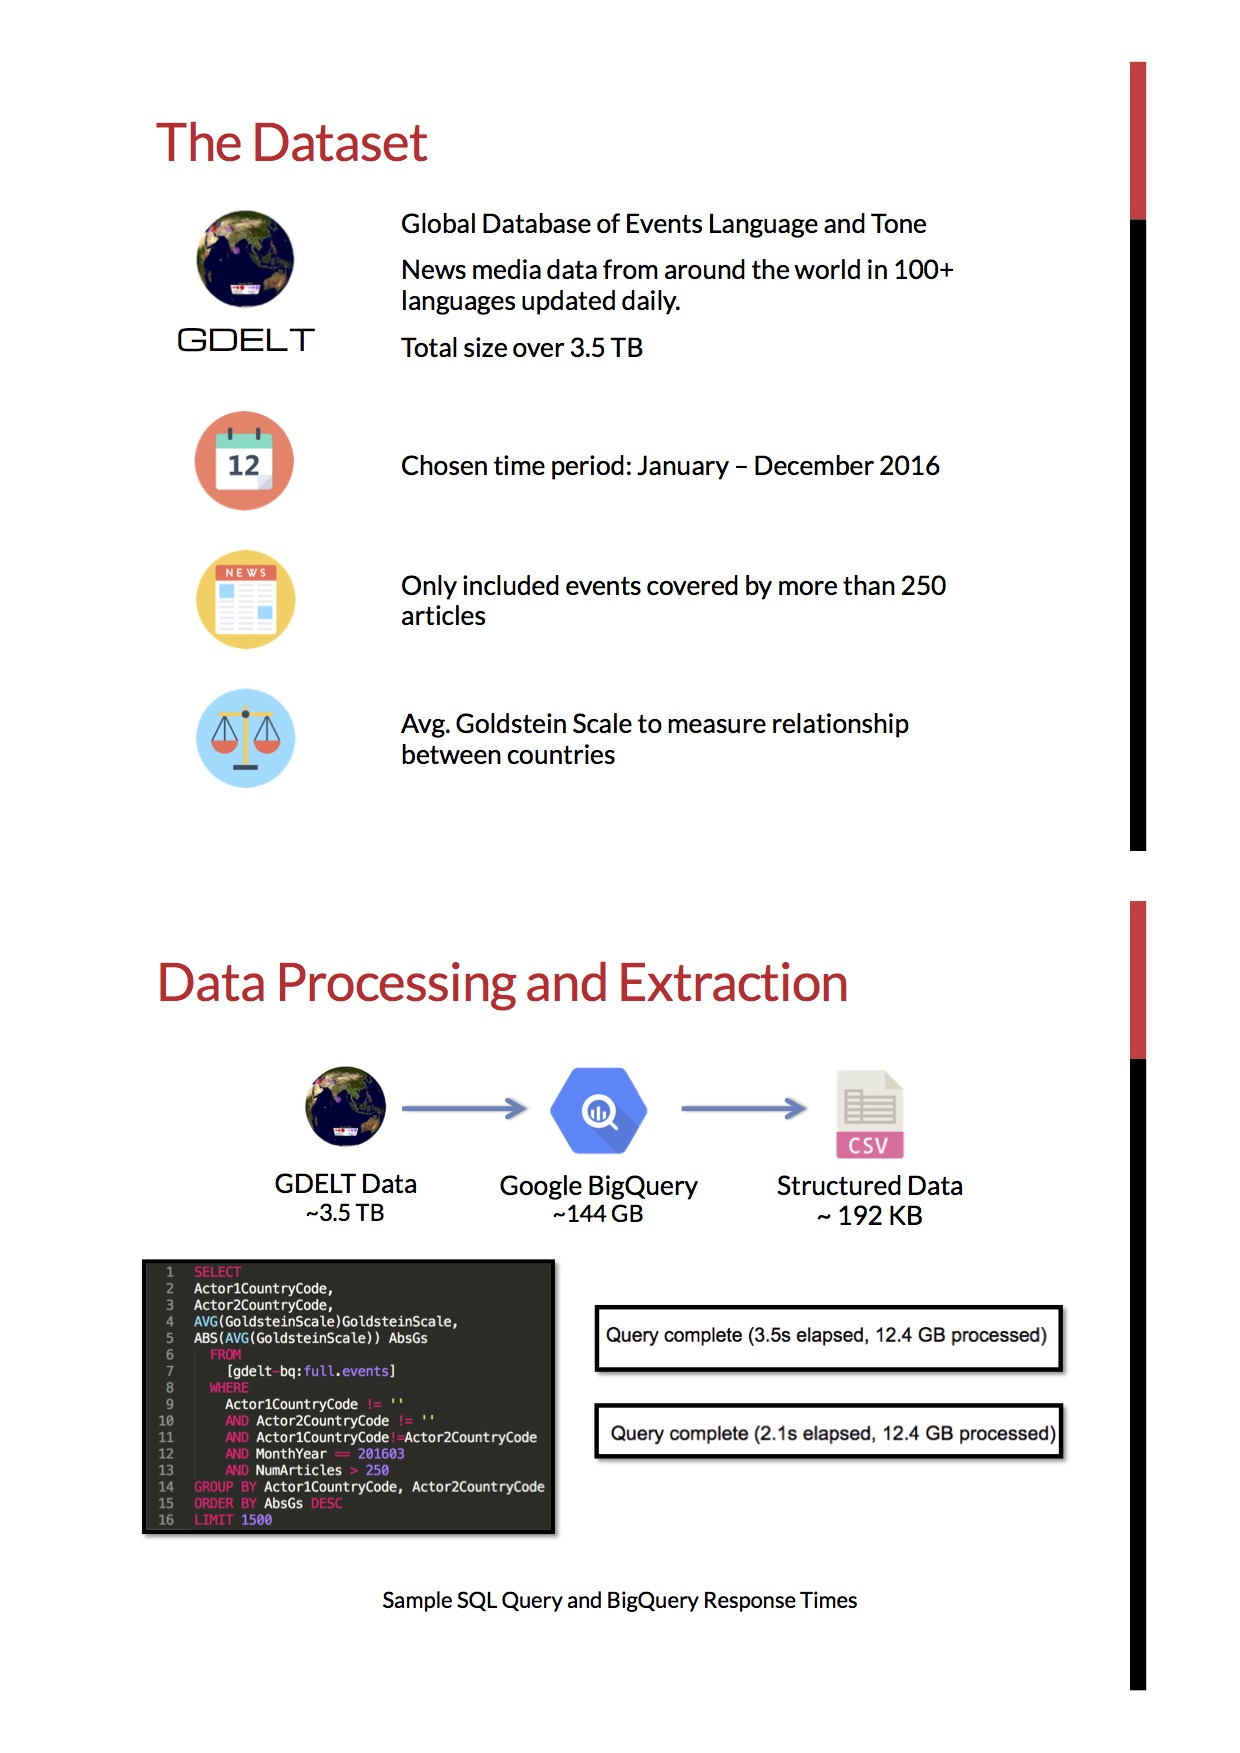 The Dataset
GDELT
Global Database of Events Language and Tone
News media data from around the world in 100+
languages updated daily.
Total size over 3.5 TB
12
Chosen time period: January – December 2016
NEWS
Only included events covered by more than 250
articles
Avg. Goldstein Scale to measure relationship
between countries
Data Processing and Extraction
CSV
GDELT Data
~3.5 TB
Google BigQuery
~144 GB
Structured Data
~ 192 KB
1 SELECT
2 Actor1CountryCode,
3 Actor2CountryCode,
4 AVG(GoldsteinScale)GoldsteinScale,
5 ABS(AVG(GoldsteinScale)) AbsGs
6 FROM
7 [gdelt-bq:full.events]
8 WHERE
9 Actor1CountryCode != ''
10 AND Actor2CountryCode != ''
11 AND Actor1CountryCode!=Actor2CountryCode
12 AND MonthYear == 201603
13 AND NumArticles > 250
14 GROUP BY Actor1CountryCode, Actor2CountryCode
15 ORDER BY AbsGs DESC
16 LIMIT 1500
Query complete (3.5s elapsed, 12.4 GB processed)
Query complete (2.1s elapsed, 12.4 GB processed)
Sample SQL Query and BigQuery Response Times